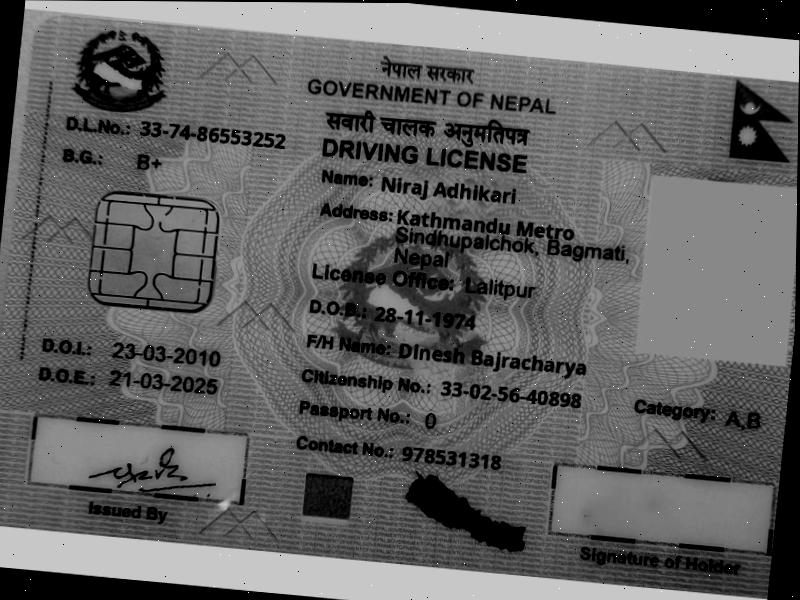 नेपाल सरकार
GOVERNMENT OF NEPAL
सवारी चालक अनुमतिपत्र
DRIVING LICENSE
D.L.No.: 33-74-86553252
B.G.: B+
Name: Niraj Adhikari
Address: Kathmandu Metro
Sindhupalchok, Bagmati,
Nepal
License Office: Lalitpur
D.O.B.: 28-11-1974
F/H Name: Dinesh Bajracharya
D.O.I.: 23-03-2010
D.O.E.: 21-03-2025
Citizenship No.: 33-02-56-40898
Passport No.: 0
Contact No.: 978531318
Category: A,B
Issued By
Signature of Holder